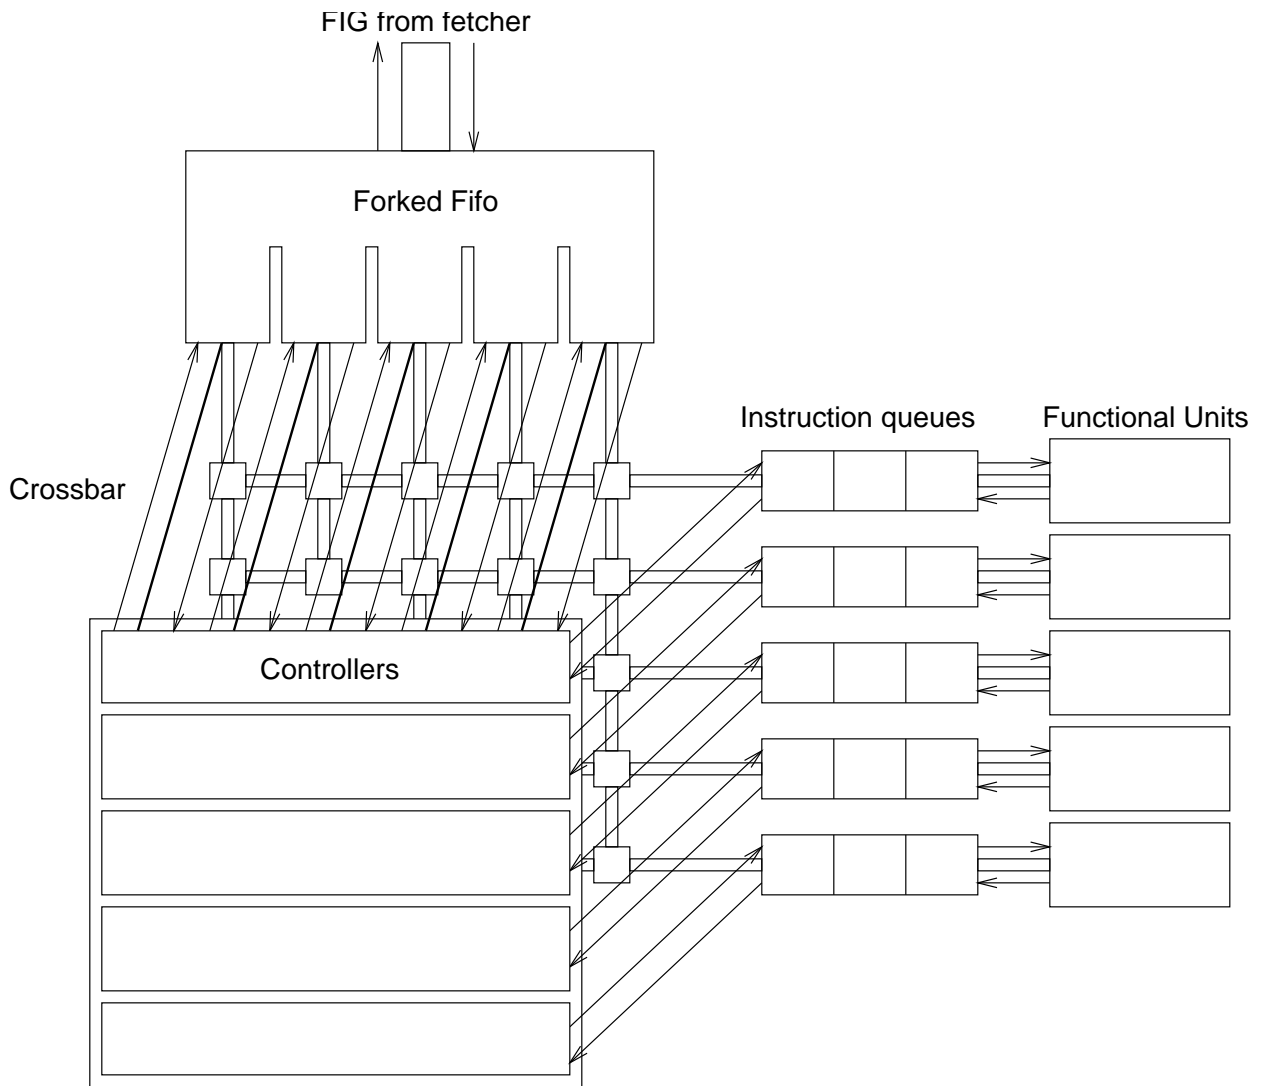 FIG from fetcher
Forked Fifo
Instruction queues
Functional Units
Crossbar
Controllers